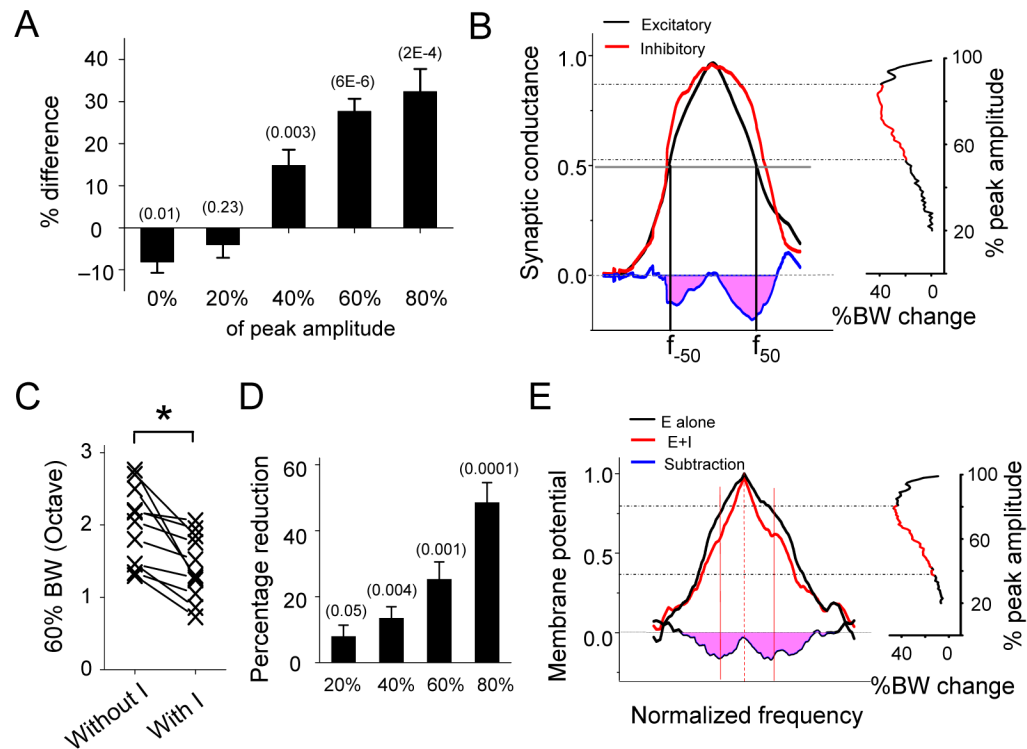 A
% difference
40
30
20
10
0
–10
(0.01)
(0.23)
(0.003)
(6E-6)
(2E-4)
0%
20%
40%
60%
80%
of peak amplitude
B
Excitatory
Inhibitory
Synaptic conductance
1.0
0.5
0.0
f-50
f50
100
80
50
20
% peak amplitude
40
0
%BW change
C
*
60% BW (Octave)
3
2
1
0
Without I
With I
D
Percentage reduction
60
40
20
0
(0.05)
(0.004)
(0.001)
(0.0001)
20%
40%
60%
80%
E
E alone
E+I
Subtraction
Membrane potential
1.0
0.5
0.0
Normalized frequency
100
80
40
20
% peak amplitude
40
0
%BW change